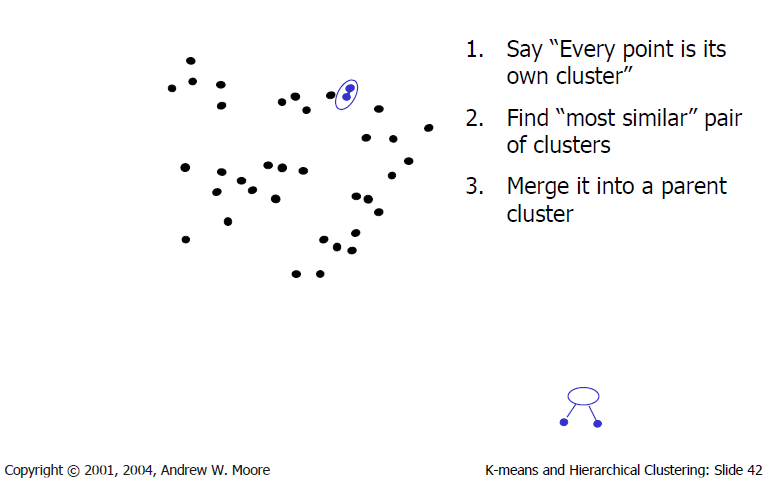 1. Say “Every point is its
own cluster”
2. Find “most similar” pair
of clusters
3. Merge it into a parent
cluster
Copyright © 2001, 2004, Andrew W. Moore
K-means and Hierarchical Clustering: Slide 42